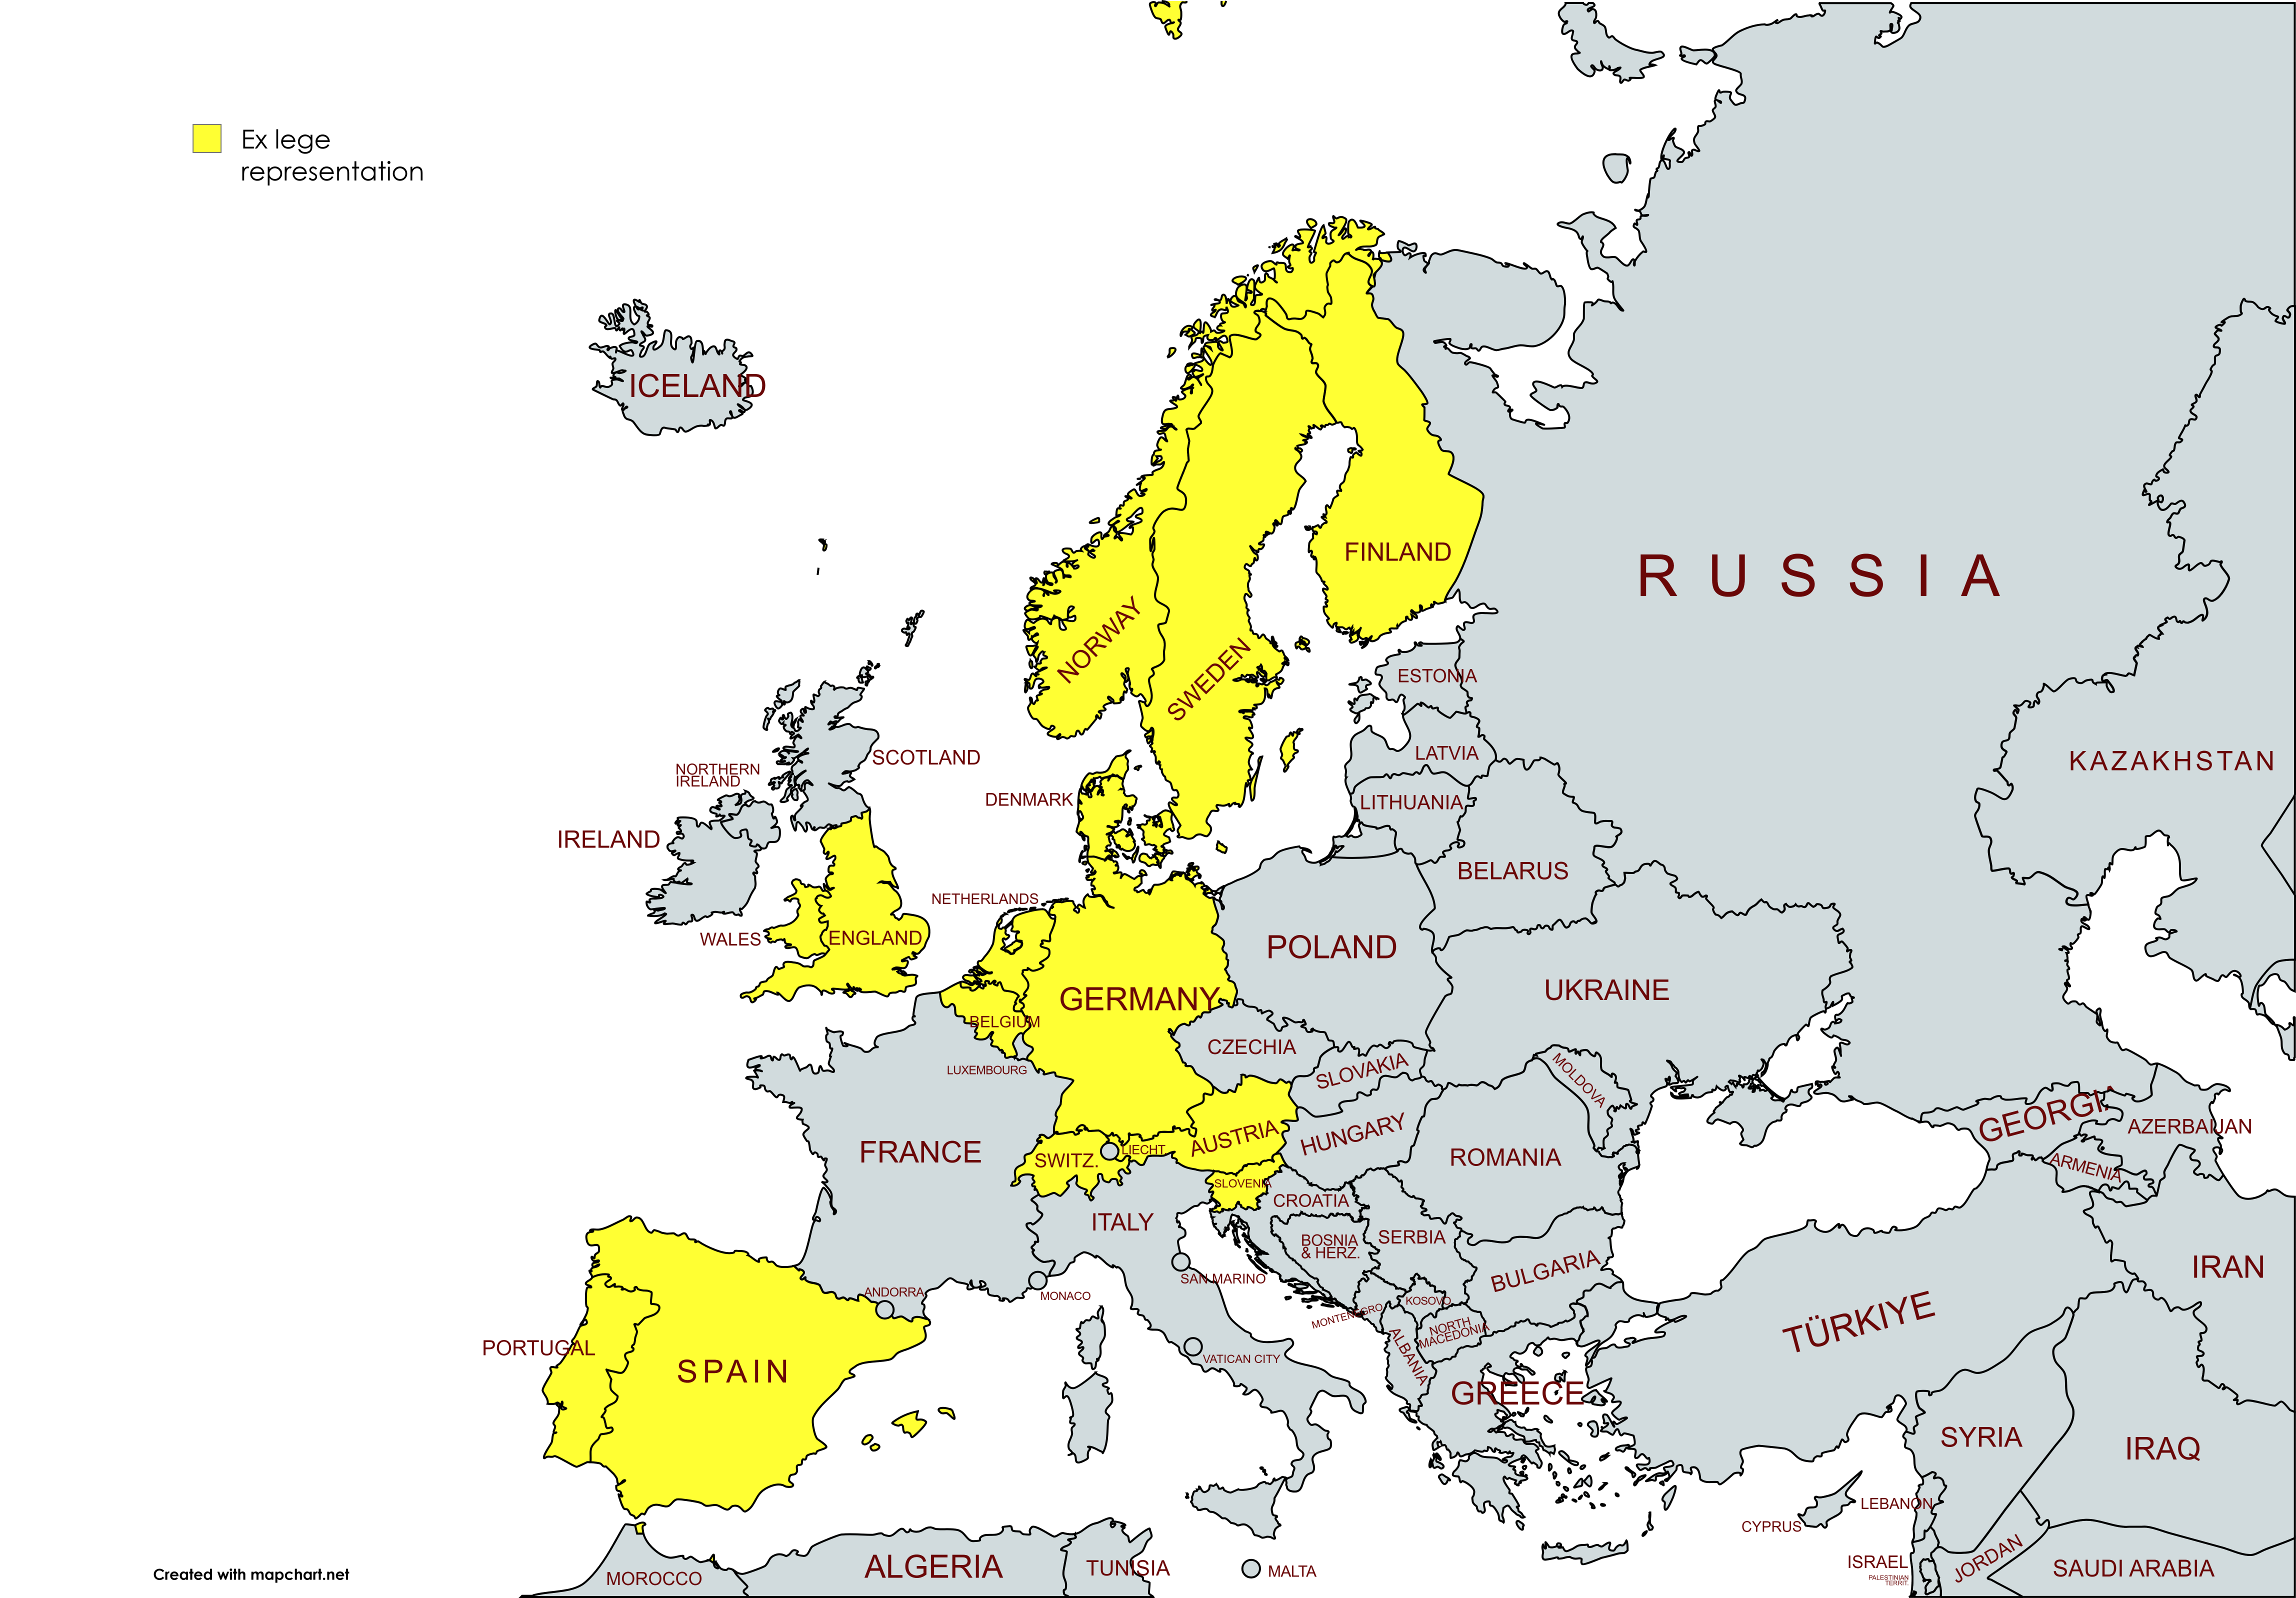 Ex lege
representation
ICELAND
FINLAND
RUSSIA
NORWAY
SWEDEN
ESTONIA
SCOTLAND
LATVIA
KAZAKHSTAN
NORTHERN
IRELAND
DENMARK
LITHUANIA
IRELAND
BELARUS
NETHERLANDS
WALES
ENGLAND
POLAND
GERMANY
UKRAINE
BELGIUM
CZECHIA
LUXEMBOURG
SLOVAKIA
MOLDOVA
GEORGI
AZERBAIJAN
FRANCE
SWITZ.
LIECHT.
AUSTRIA
HUNGARY
ROMANIA
ARMENIA
SLOVENIA
CROATIA
ITALY
BOSNIA
& HERZ.
SERBIA
IRAN
SAN MARINO
BULGARIA
ANDORRA
MONACO
KOSOVO
MONTENEGRO
NORTH
MACEDONIA
TÜRKIYE
PORTUGAL
SPAIN
VATICAN CITY
ALBANIA
GREECE
SYRIA
IRAQ
LEBANON
CYPRUS
ISRAEL
PALESTINIAN
TERRIT.
JORDAN
SAUDI ARABIA
MOROCCO
ALGERIA
TUNISIA
MALTA
Created with mapchart.net